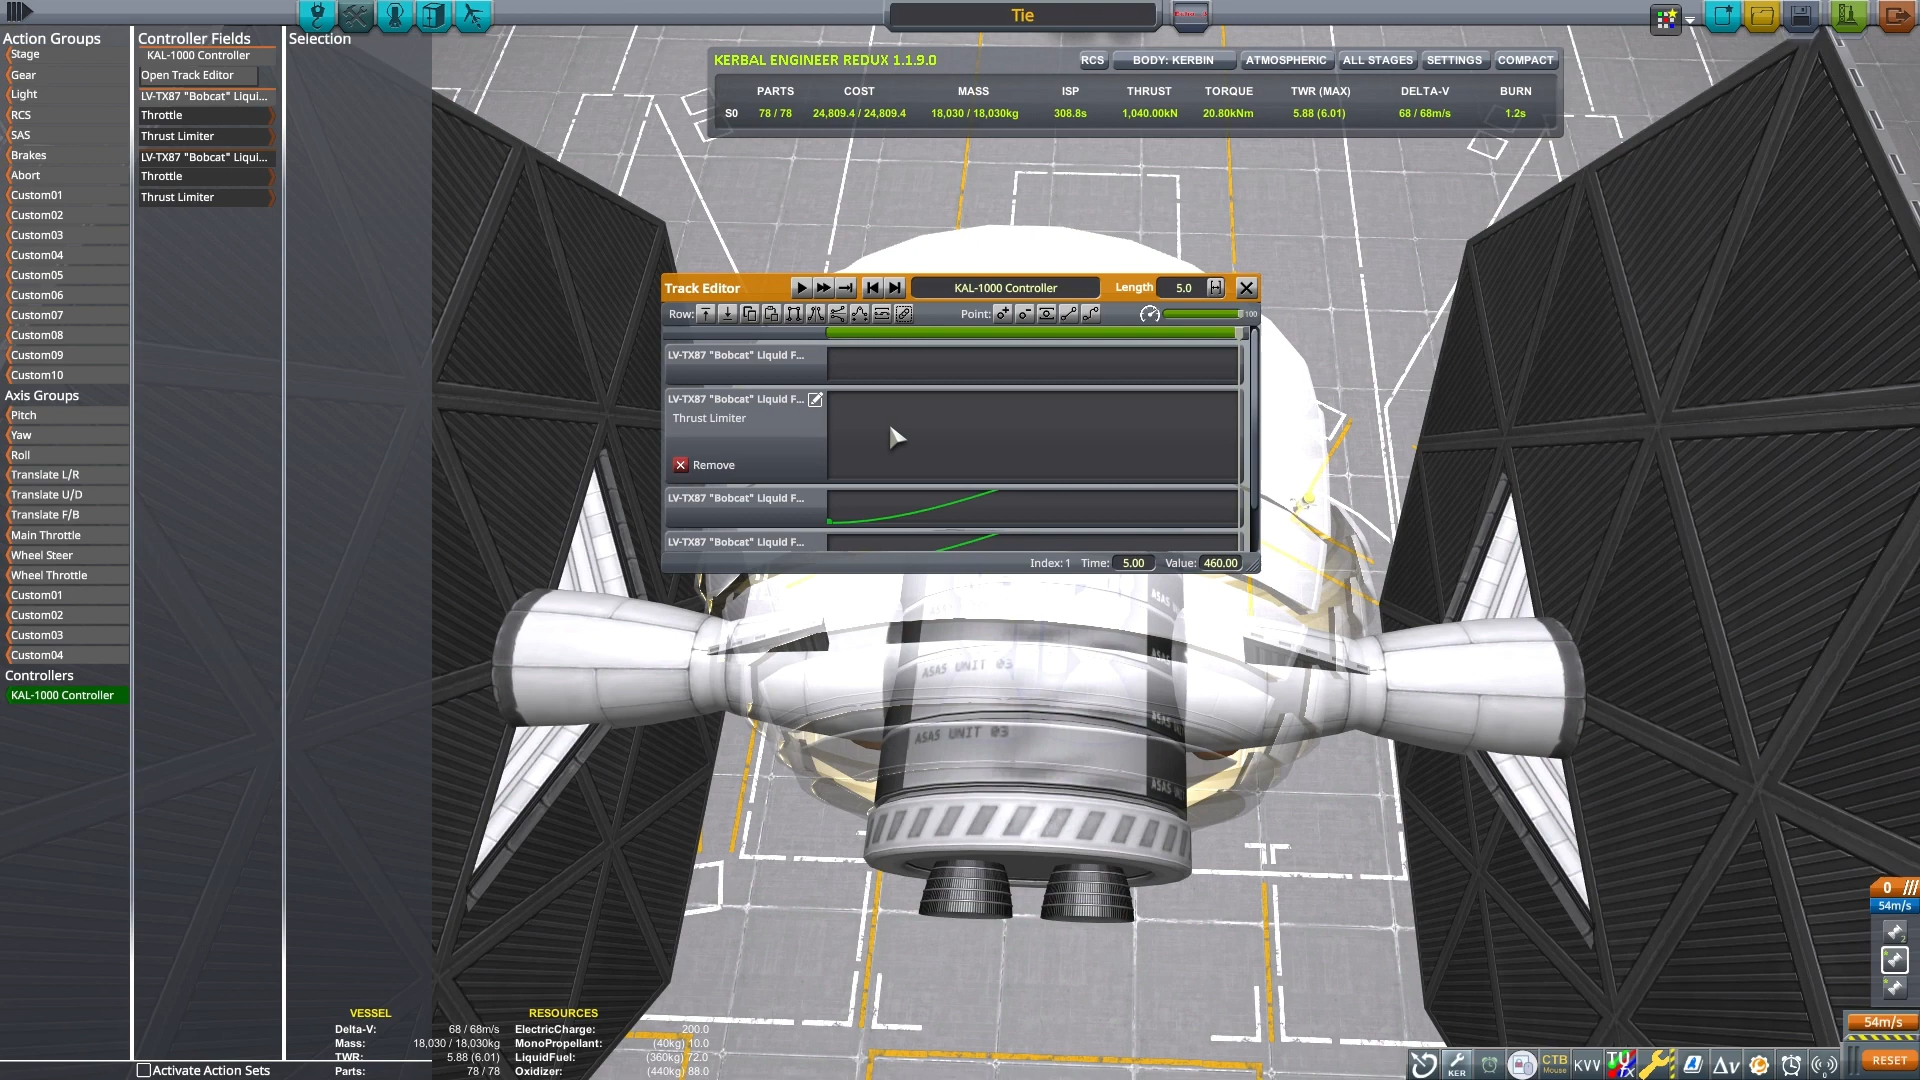 Tie
Action Groups
Stage
Gear
Light
RCS
SAS
Brakes
Abort
Custom01
Custom02
Custom03
Custom04
Custom05
Custom06
Custom07
Custom08
Custom09
Custom10
Axis Groups
Pitch
Yaw
Roll
Translate L/R
Translate U/D
Translate F/B
Main Throttle
Wheel Steer
Wheel Throttle
Custom01
Custom02
Custom03
Custom04
Controllers
KAL-1000 Controller
Activate Action Sets
Controller Fields
KAL-1000 Controller
Open Track Editor
LV-TX87 "Bobcat" Liqui...
Throttle
Thrust Limiter
LV-TX87 "Bobcat" Liqui...
Throttle
Thrust Limiter
Selection
KERBAL ENGINEER REDUX 1.1.9.0 RCS BODY: KERBIN ATMOSPHERIC ALL STAGES SETTINGS COMPACT
PARTS COST MASS ISP THRUST TORQUE TWR (MAX) DELTA-V BURN
S0 78 / 78 24,809.4 / 24,809.4 18,030 / 18,030kg 308.8s 1,040.00kN 20.80kNm 5.88 (6.01) 68 / 68m/s 1.2s
Track Editor KAL-1000 Controller Length 5.0
Row: Point: 100
LV-TX87 "Bobcat" Liquid F...
LV-TX87 "Bobcat" Liquid F...
Thrust Limiter
Remove
LV-TX87 "Bobcat" Liquid F...
LV-TX87 "Bobcat" Liquid F...
Index: 1 Time: 5.00 Value: 460.00
ASAS UNIT 03
ASAS UNIT 03
VESSEL
Delta-V: 68 / 68m/s
Mass: 18,030 / 18,030kg
TWR: 5.88 (6.01)
Parts: 78 / 78
RESOURCES
ElectricCharge: 200.0
MonoPropellant: (40kg) 10.0
LiquidFuel: (360kg) 72.0
Oxidizer: (440kg) 88.0
0
54m/s
2
54m/s
KER
CTB
Mouse
KVV
Δv
0
RESET